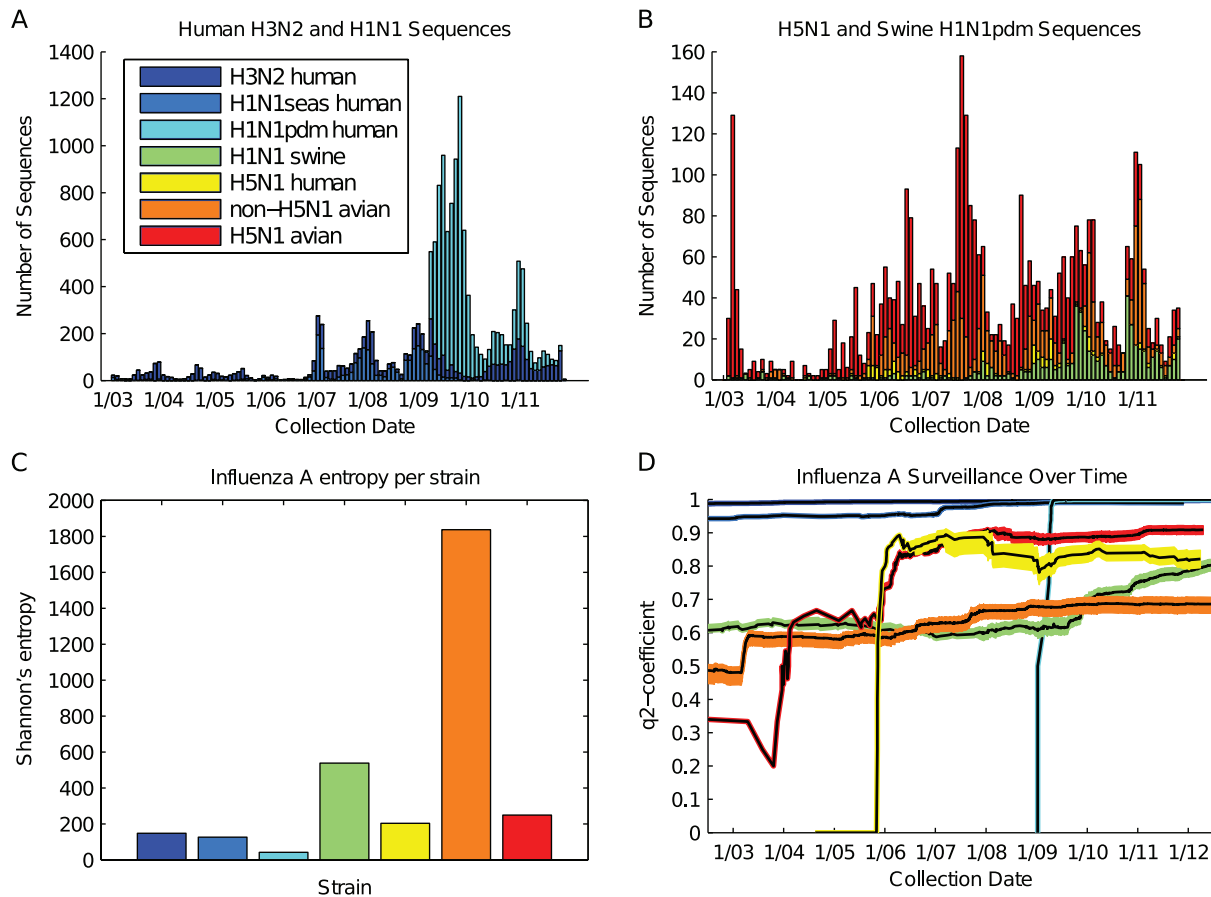 A
Human H3N2 and H1N1 Sequences
1400
1200
1000
800
600
400
200
0
Number of Sequences
H3N2 human
H1N1seas human
H1N1pdm human
H1N1 swine
H5N1 human
non−H5N1 avian
H5N1 avian
1/03 1/04 1/05 1/06 1/07 1/08 1/09 1/10 1/11
Collection Date
B
H5N1 and Swine H1N1pdm Sequences
160
140
120
100
80
60
40
20
0
Number of Sequences
1/03 1/04 1/05 1/06 1/07 1/08 1/09 1/10 1/11
Collection Date
C
Influenza A entropy per strain
2000
1800
1600
1400
1200
1000
800
600
400
200
0
Shannon's entropy
Strain
D
Influenza A Surveillance Over Time
1
0.9
0.8
0.7
0.6
0.5
0.4
0.3
0.2
0.1
0
q2−coefficient
1/03 1/04 1/05 1/06 1/07 1/08 1/09 1/10 1/11 1/12
Collection Date